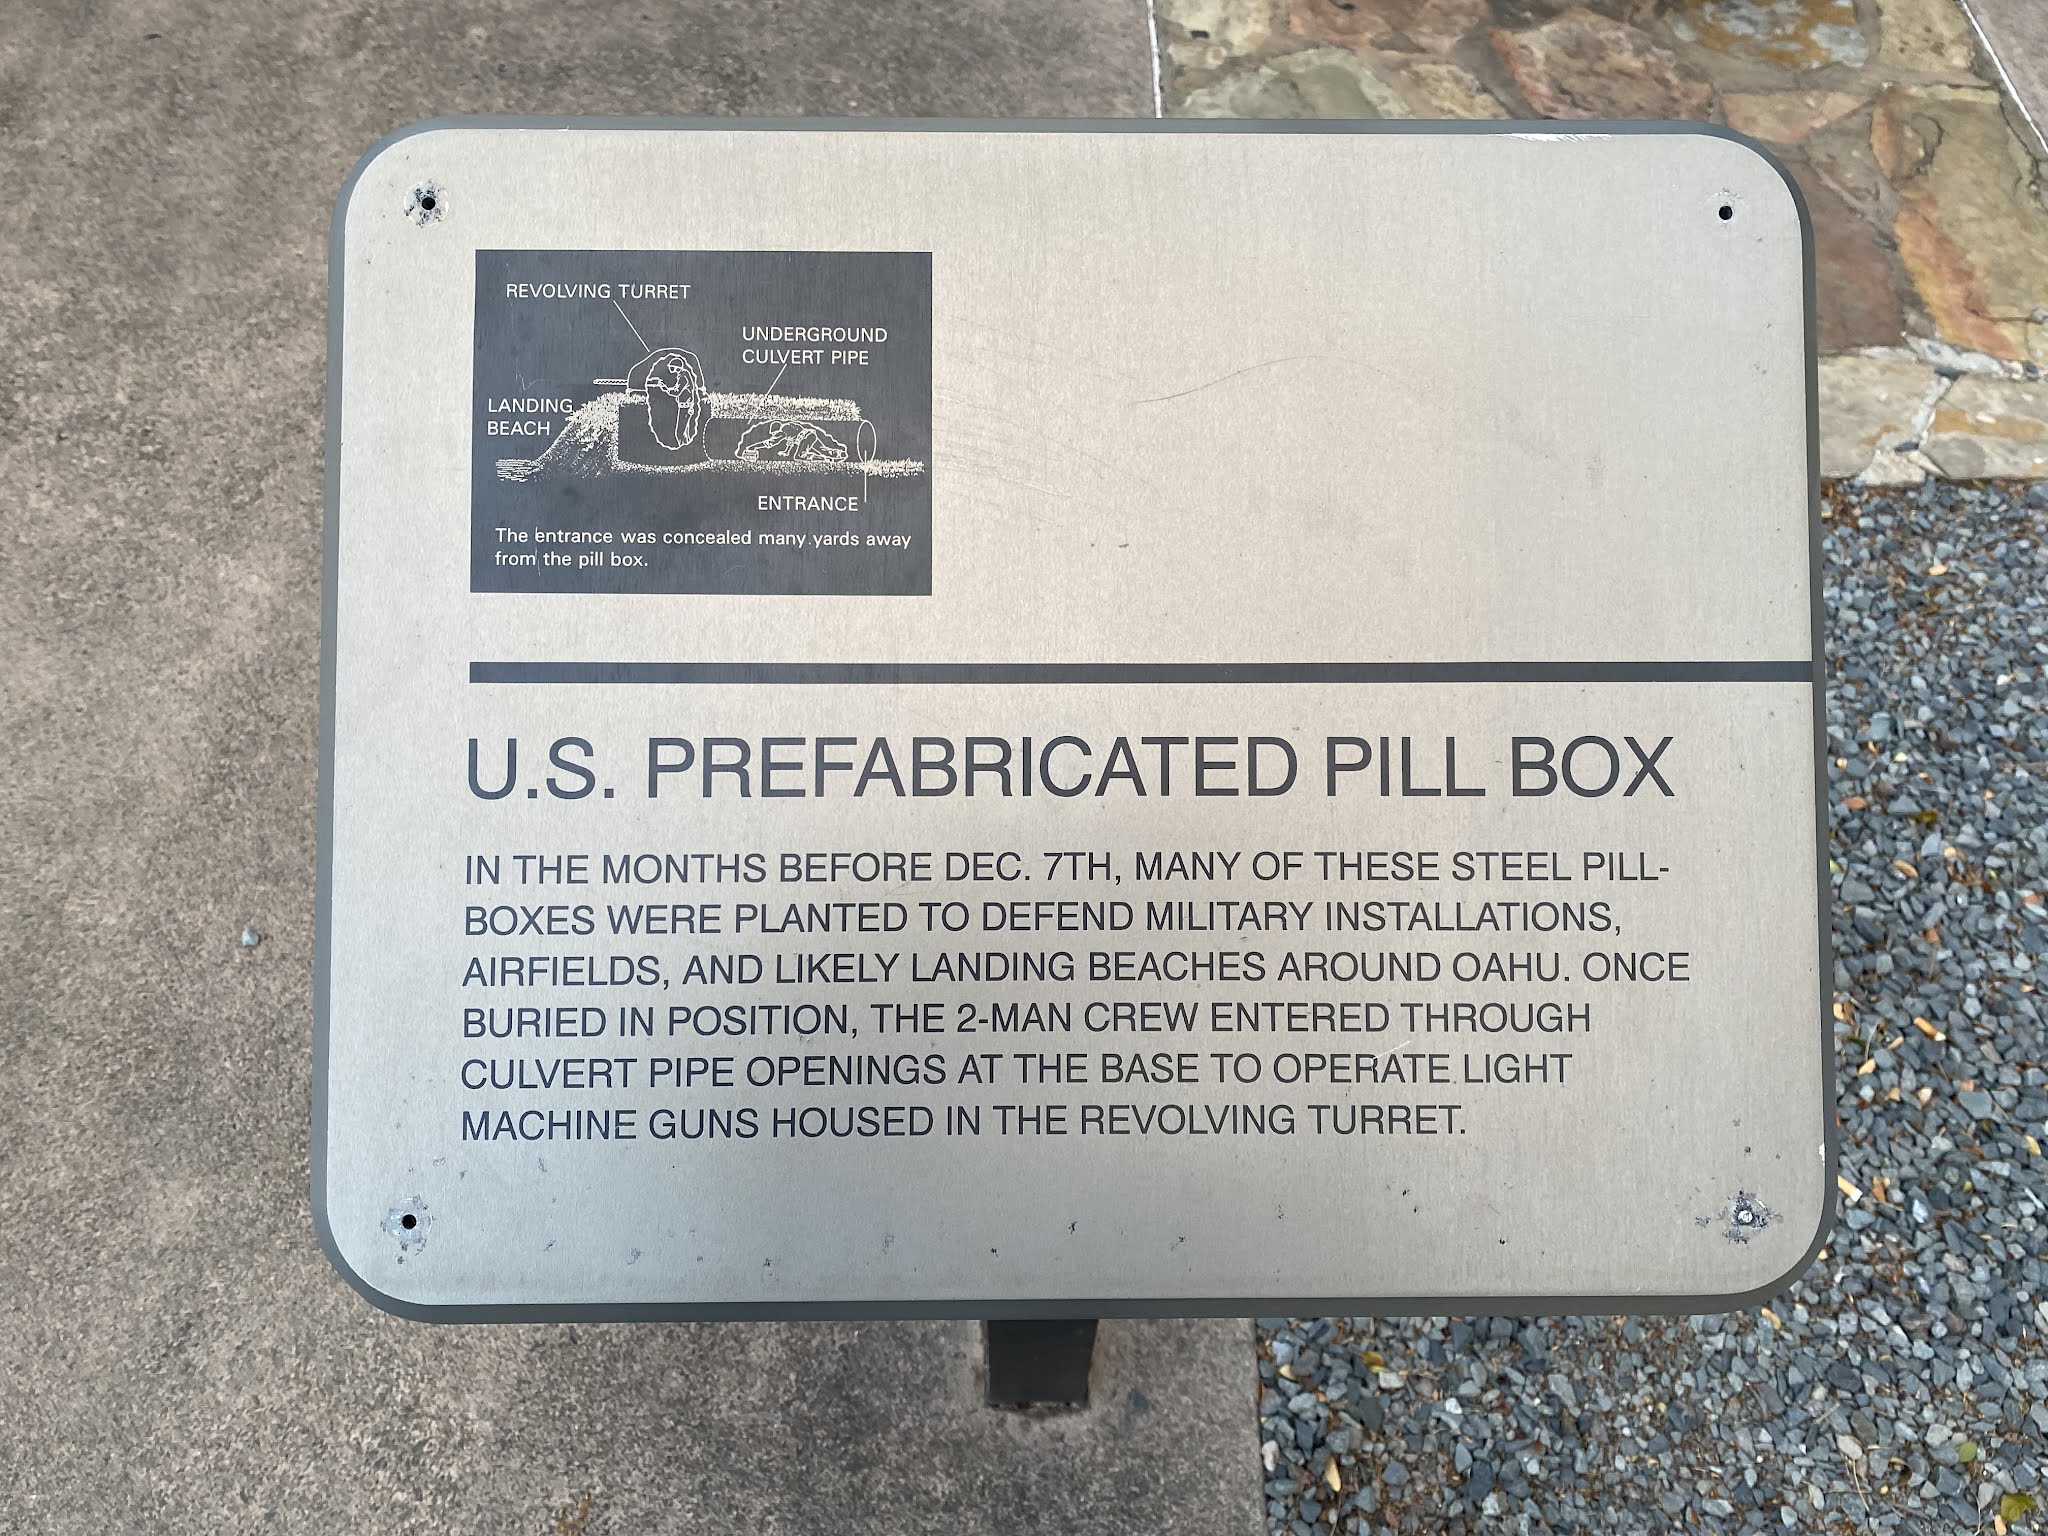 REVOLVING TURRET
UNDERGROUND
CULVERT PIPE
LANDING
BEACH
ENTRANCE
The entrance was concealed many yards away
from the pill box.
U.S. PREFABRICATED PILL BOX
IN THE MONTHS BEFORE DEC. 7TH, MANY OF THESE STEEL PILL-
BOXES WERE PLANTED TO DEFEND MILITARY INSTALLATIONS,
AIRFIELDS, AND LIKELY LANDING BEACHES AROUND OAHU. ONCE
BURIED IN POSITION, THE 2-MAN CREW ENTERED THROUGH
CULVERT PIPE OPENINGS AT THE BASE TO OPERATE LIGHT
MACHINE GUNS HOUSED IN THE REVOLVING TURRET.